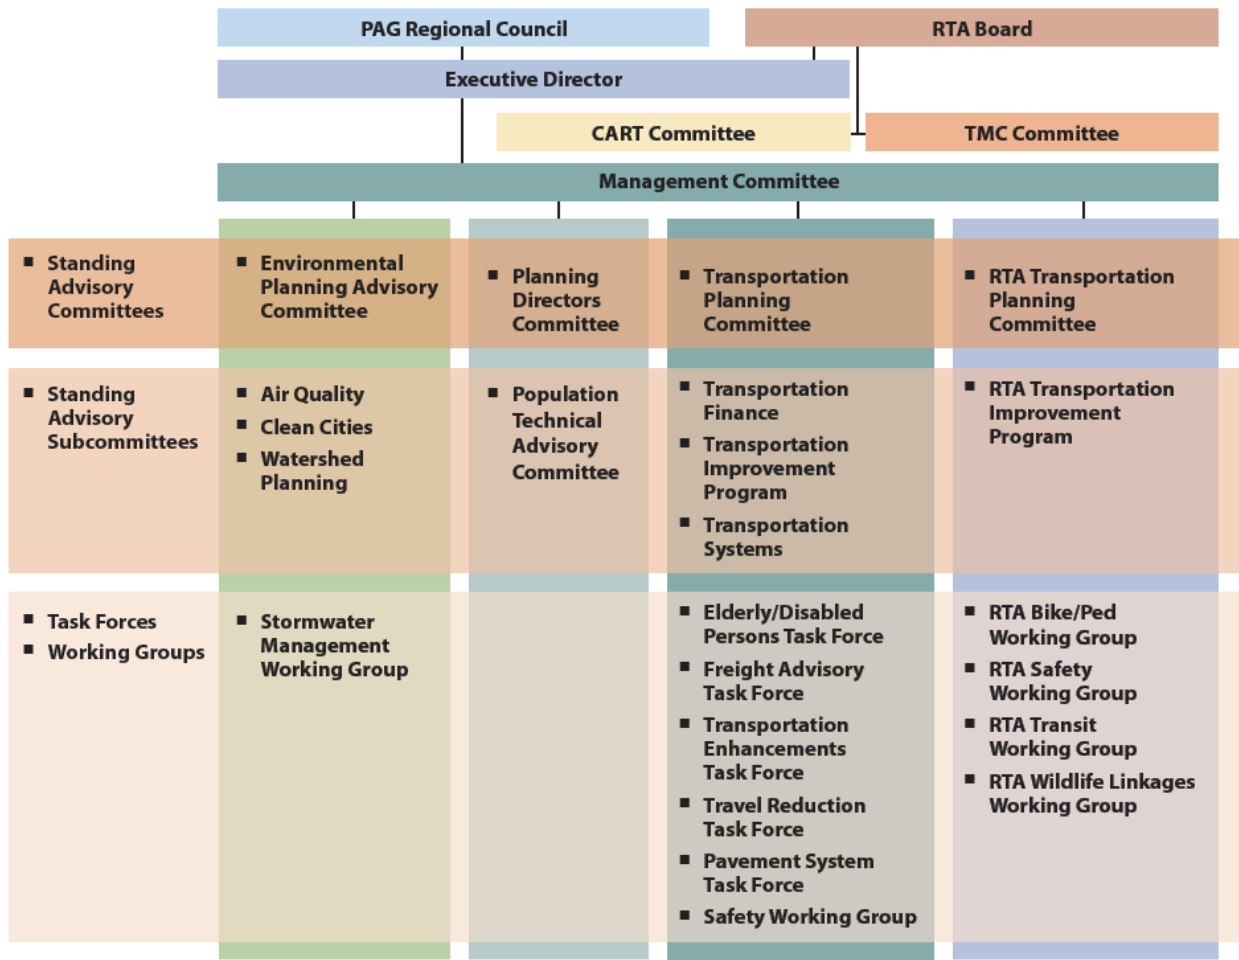 PAG Regional Council
RTA Board
Executive Director
CART Committee
TMC Committee
Management Committee
Standing
Advisory
Committees
Environmental
Planning Advisory
Committee
Planning
Directors
Committee
Transportation
Planning
Committee
RTA Transportation
Planning
Committee
Standing
Advisory
Subcommittees
Air Quality
Clean Cities
Watershed
Planning
Population
Technical
Advisory
Committee
Transportation
Finance
Transportation
Improvement
Program
Transportation
Systems
RTA Transportation
Improvement
Program
Task Forces
Working Groups
Stormwater
Management
Working Group
Elderly/Disabled
Persons Task Force
Freight Advisory
Task Force
Transportation
Enhancements
Task Force
Travel Reduction
Task Force
Pavement System
Task Force
Safety Working Group
RTA Bike/Ped
Working Group
RTA Safety
Working Group
RTA Transit
Working Group
RTA Wildlife Linkages
Working Group